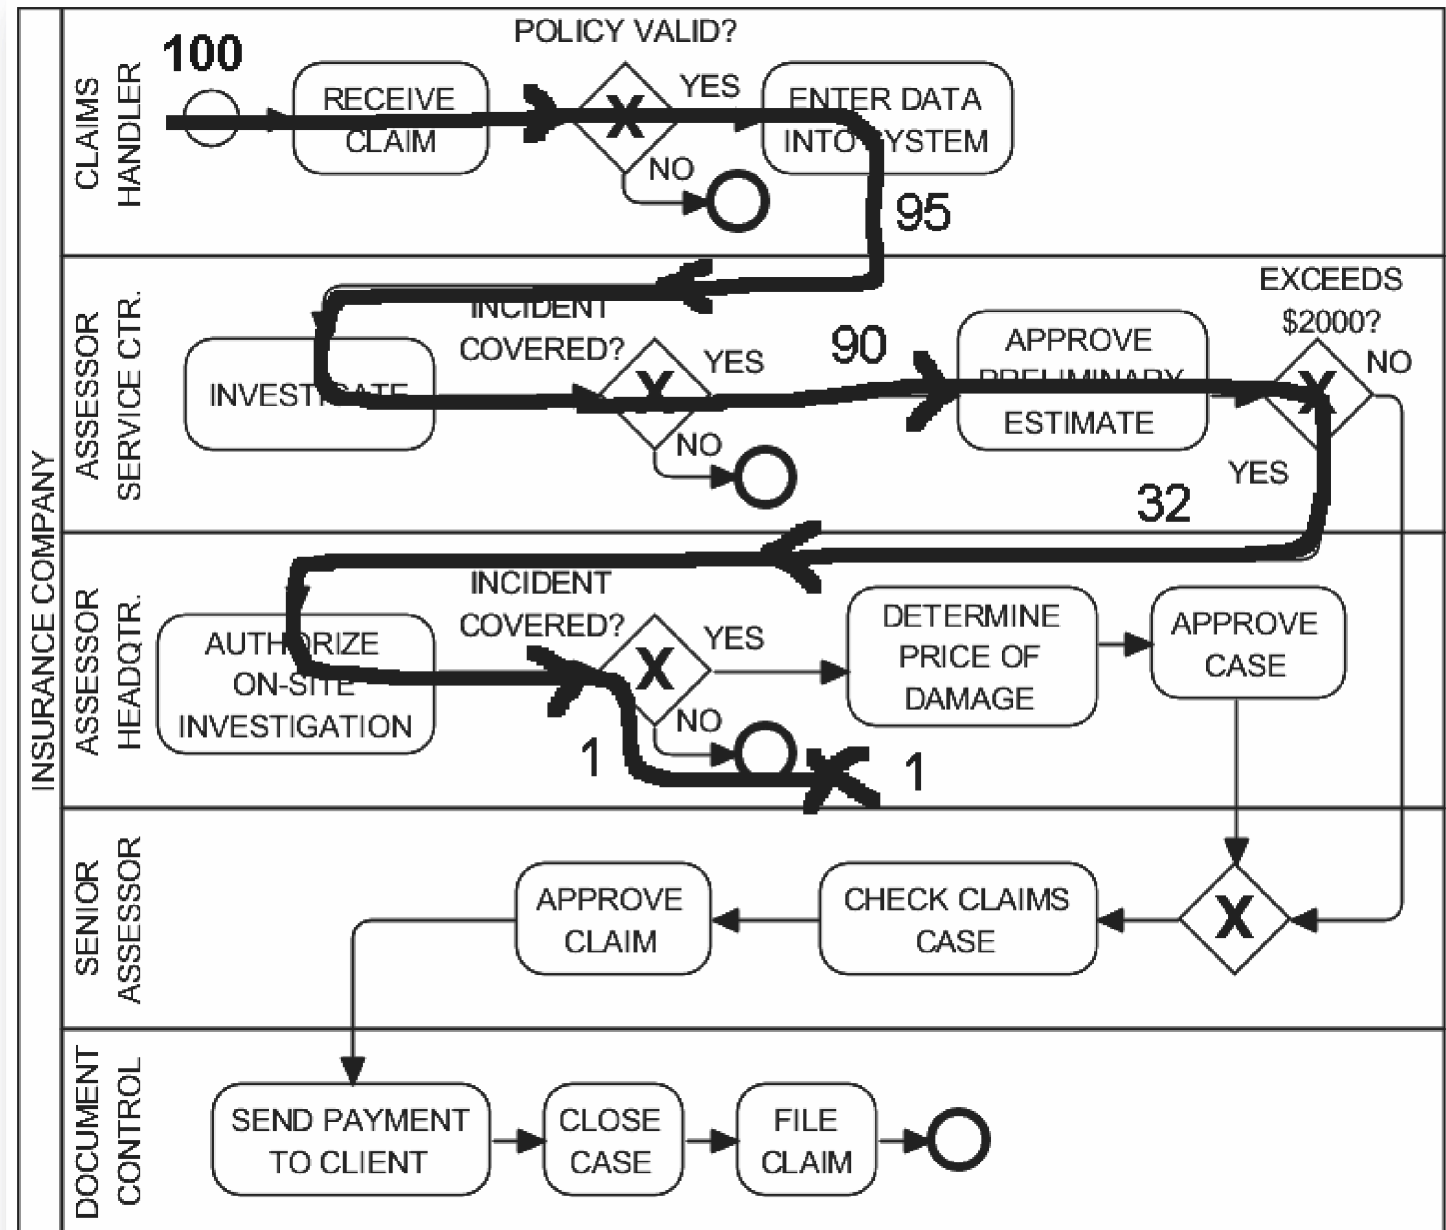 INSURANCE COMPANY
CLAIMS
HANDLER
100
RECEIVE
CLAIM
POLICY VALID?
X
YES
NO
ENTER DATA
INTO SYSTEM
95
ASSESSOR
SERVICE CTR.
INVESTIGATE
INCIDENT
COVERED?
X
YES
NO
90
APPROVE
PRELIMINARY
ESTIMATE
EXCEEDS
$2000?
X
NO
YES
32
ASSESSOR
HEADQTR.
AUTHORIZE
ON-SITE
INVESTIGATION
INCIDENT
COVERED?
X
YES
NO
1
1
DETERMINE
PRICE OF
DAMAGE
APPROVE
CASE
SENIOR
ASSESSOR
APPROVE
CLAIM
CHECK CLAIMS
CASE
X
DOCUMENT
CONTROL
SEND PAYMENT
TO CLIENT
CLOSE
CASE
FILE
CLAIM